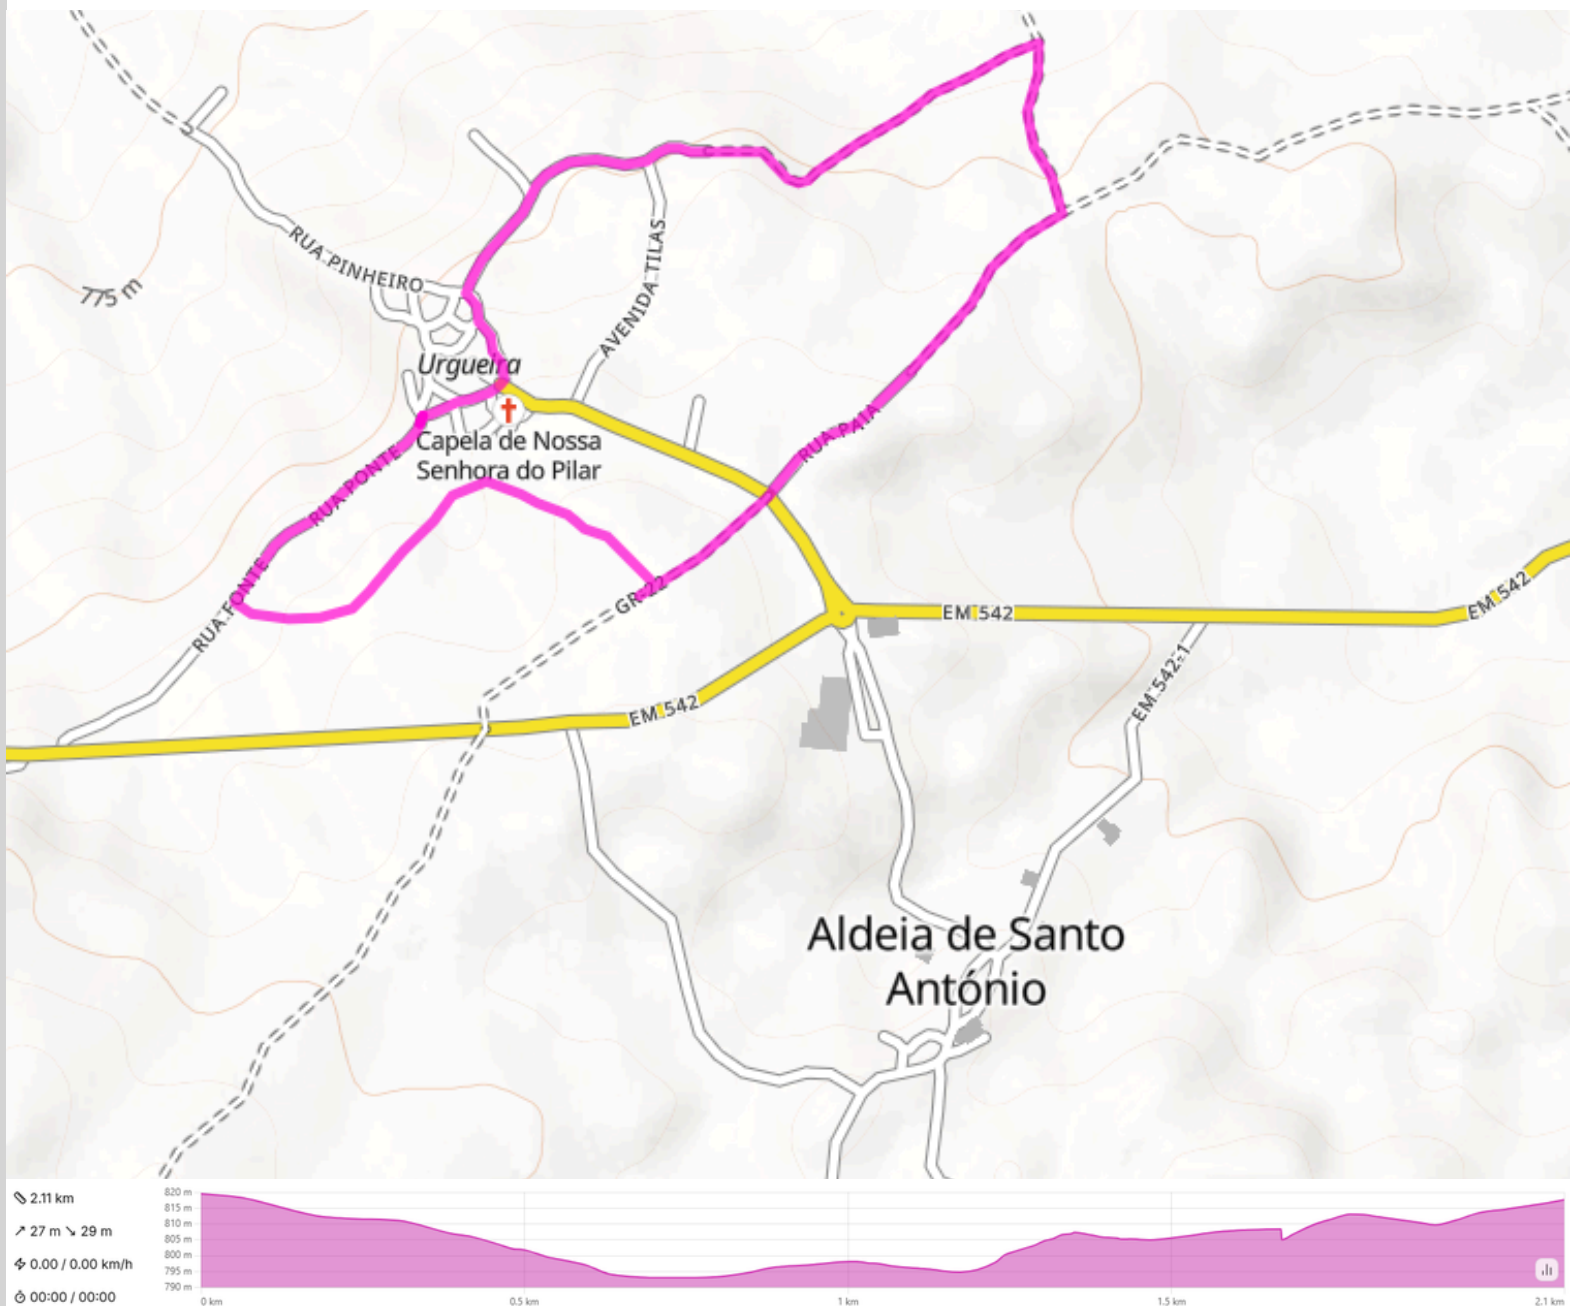 RUA PINHEIRO
775 m
AVENIDA TILAS
Urgueira
Capela de Nossa
Senhora do Pilar
RUA PAIA
RUA PONTE
RUA FONTE
GR 22
EM 542
EM 542
EM 542
EM 542-1
Aldeia de Santo
António
2.11 km
↗ 27 m ↘ 29 m
0.00 / 0.00 km/h
00:00 / 00:00
820 m
815 m
810 m
805 m
800 m
795 m
790 m
0 km
0.5 km
1 km
1.5 km
2.1 km